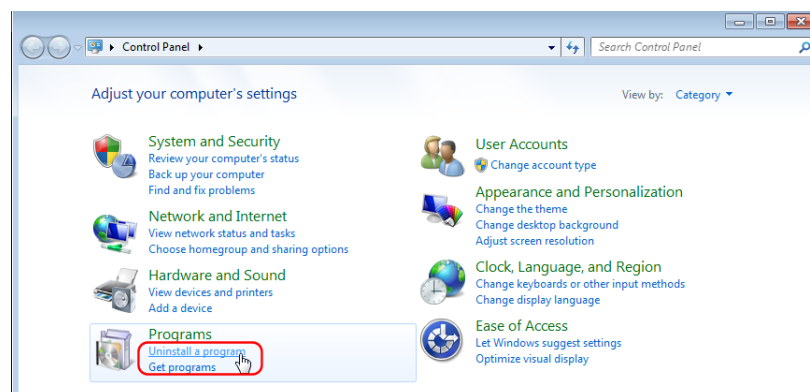 Control Panel
Search Control Panel
Adjust your computer's settings
View by: Category
System and Security
Review your computer's status
Back up your computer
Find and fix problems
Network and Internet
View network status and tasks
Choose homegroup and sharing options
Hardware and Sound
View devices and printers
Add a device
Programs
Uninstall a program
Get programs
User Accounts
Change account type
Appearance and Personalization
Change the theme
Change desktop background
Adjust screen resolution
Clock, Language, and Region
Change keyboards or other input methods
Change display language
Ease of Access
Let Windows suggest settings
Optimize visual display